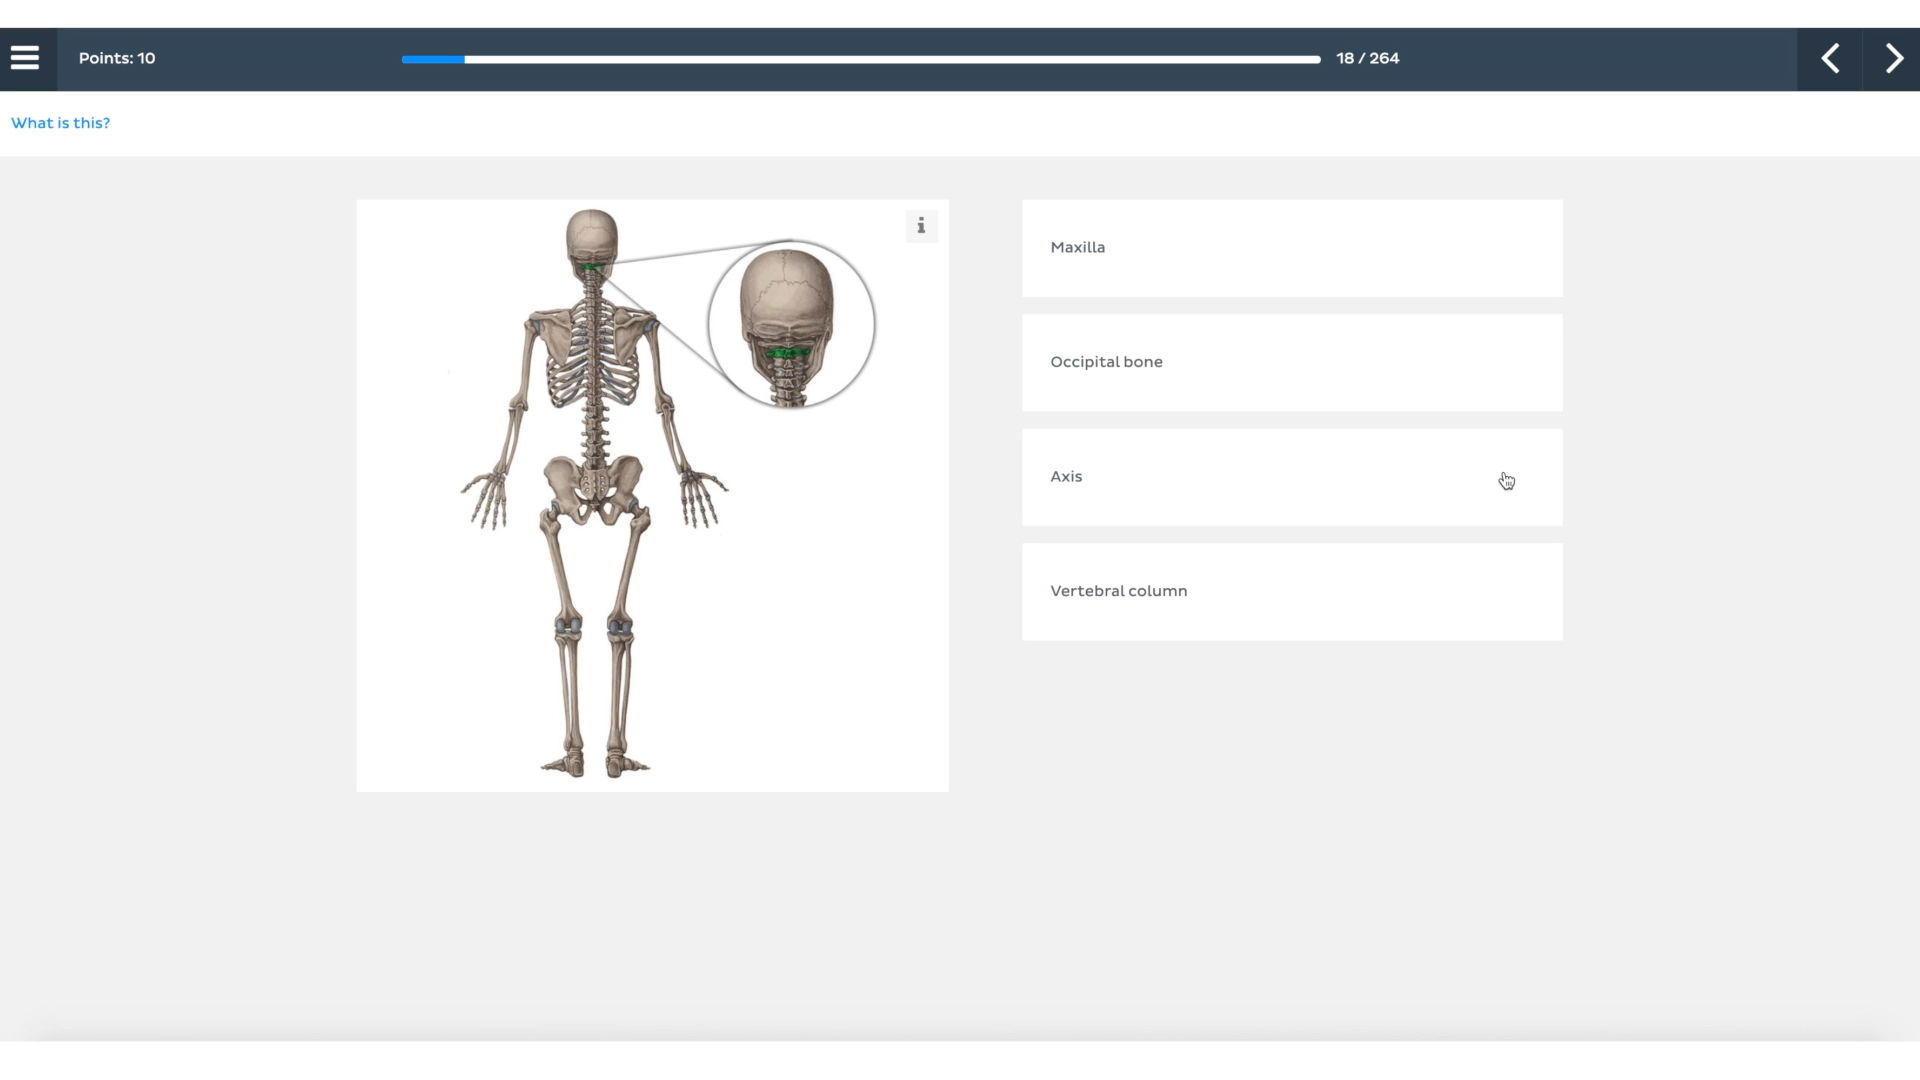 Points: 10
18 / 264
What is this?
i
Maxilla
Occipital bone
Axis
Vertebral column